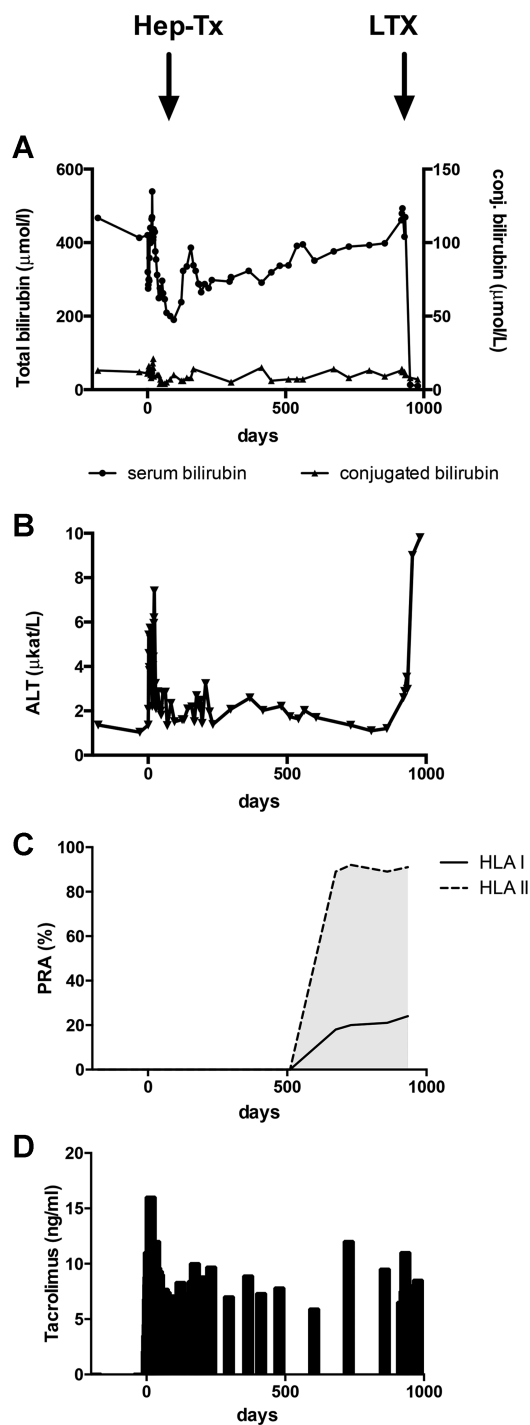 Hep-Tx LTX
A
Total bilirubin (μmol/l)
600
400
200
0
conj. bilirubin (μmol/L)
150
100
50
0
0 500 1000
days
serum bilirubin conjugated bilirubin
B
ALT (μkat/L)
10
8
6
4
2
0
0 500 1000
days
C
PRA (%)
100
80
60
40
20
0
0 500 1000
days
HLA I
HLA II
D
Tacrolimus (ng/ml)
20
15
10
5
0
0 500 1000
days